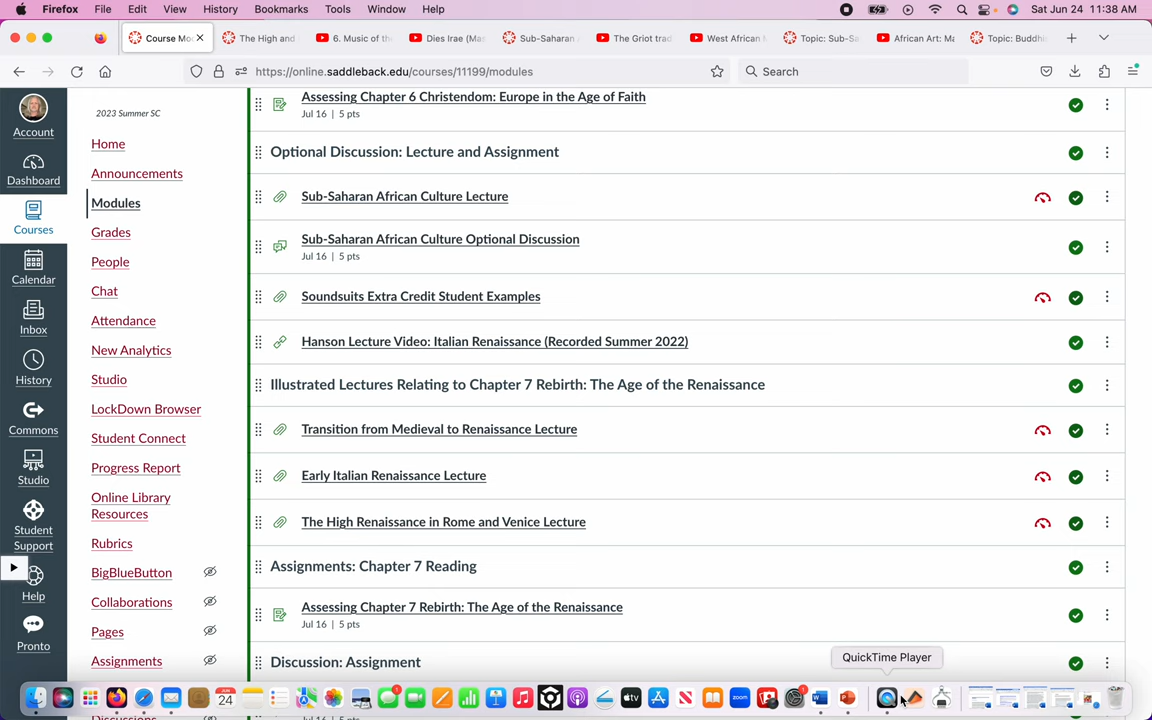 Firefox File Edit View History Bookmarks Tools Window Help Sat Jun 24 11:38 AM
Course Mo The High and 6. Music of the Dies Irae (Ma Sub-Saharan The Griot trad West African M Topic: Sub-Sa African Art: Ma Topic: Buddhi
https://online.saddleback.edu/courses/11199/modules Search
Account
Dashboard
Courses
Calendar
Inbox
History
Commons
Studio
Student
Support
Help
Pronto
2023 Summer SC
Home
Announcements
Modules
Grades
People
Chat
Attendance
New Analytics
Studio
LockDown Browser
Student Connect
Progress Report
Online Library
Resources
Rubrics
BigBlueButton
Collaborations
Pages
Assignments
Discussions
Assessing Chapter 6 Christendom: Europe in the Age of Faith
Jul 16 | 5 pts
Optional Discussion: Lecture and Assignment
Sub-Saharan African Culture Lecture
Sub-Saharan African Culture Optional Discussion
Jul 16 | 5 pts
Soundsuits Extra Credit Student Examples
Hanson Lecture Video: Italian Renaissance (Recorded Summer 2022)
Illustrated Lectures Relating to Chapter 7 Rebirth: The Age of the Renaissance
Transition from Medieval to Renaissance Lecture
Early Italian Renaissance Lecture
The High Renaissance in Rome and Venice Lecture
Assignments: Chapter 7 Reading
Assessing Chapter 7 Rebirth: The Age of the Renaissance
Jul 16 | 5 pts
Discussion: Assignment
QuickTime Player